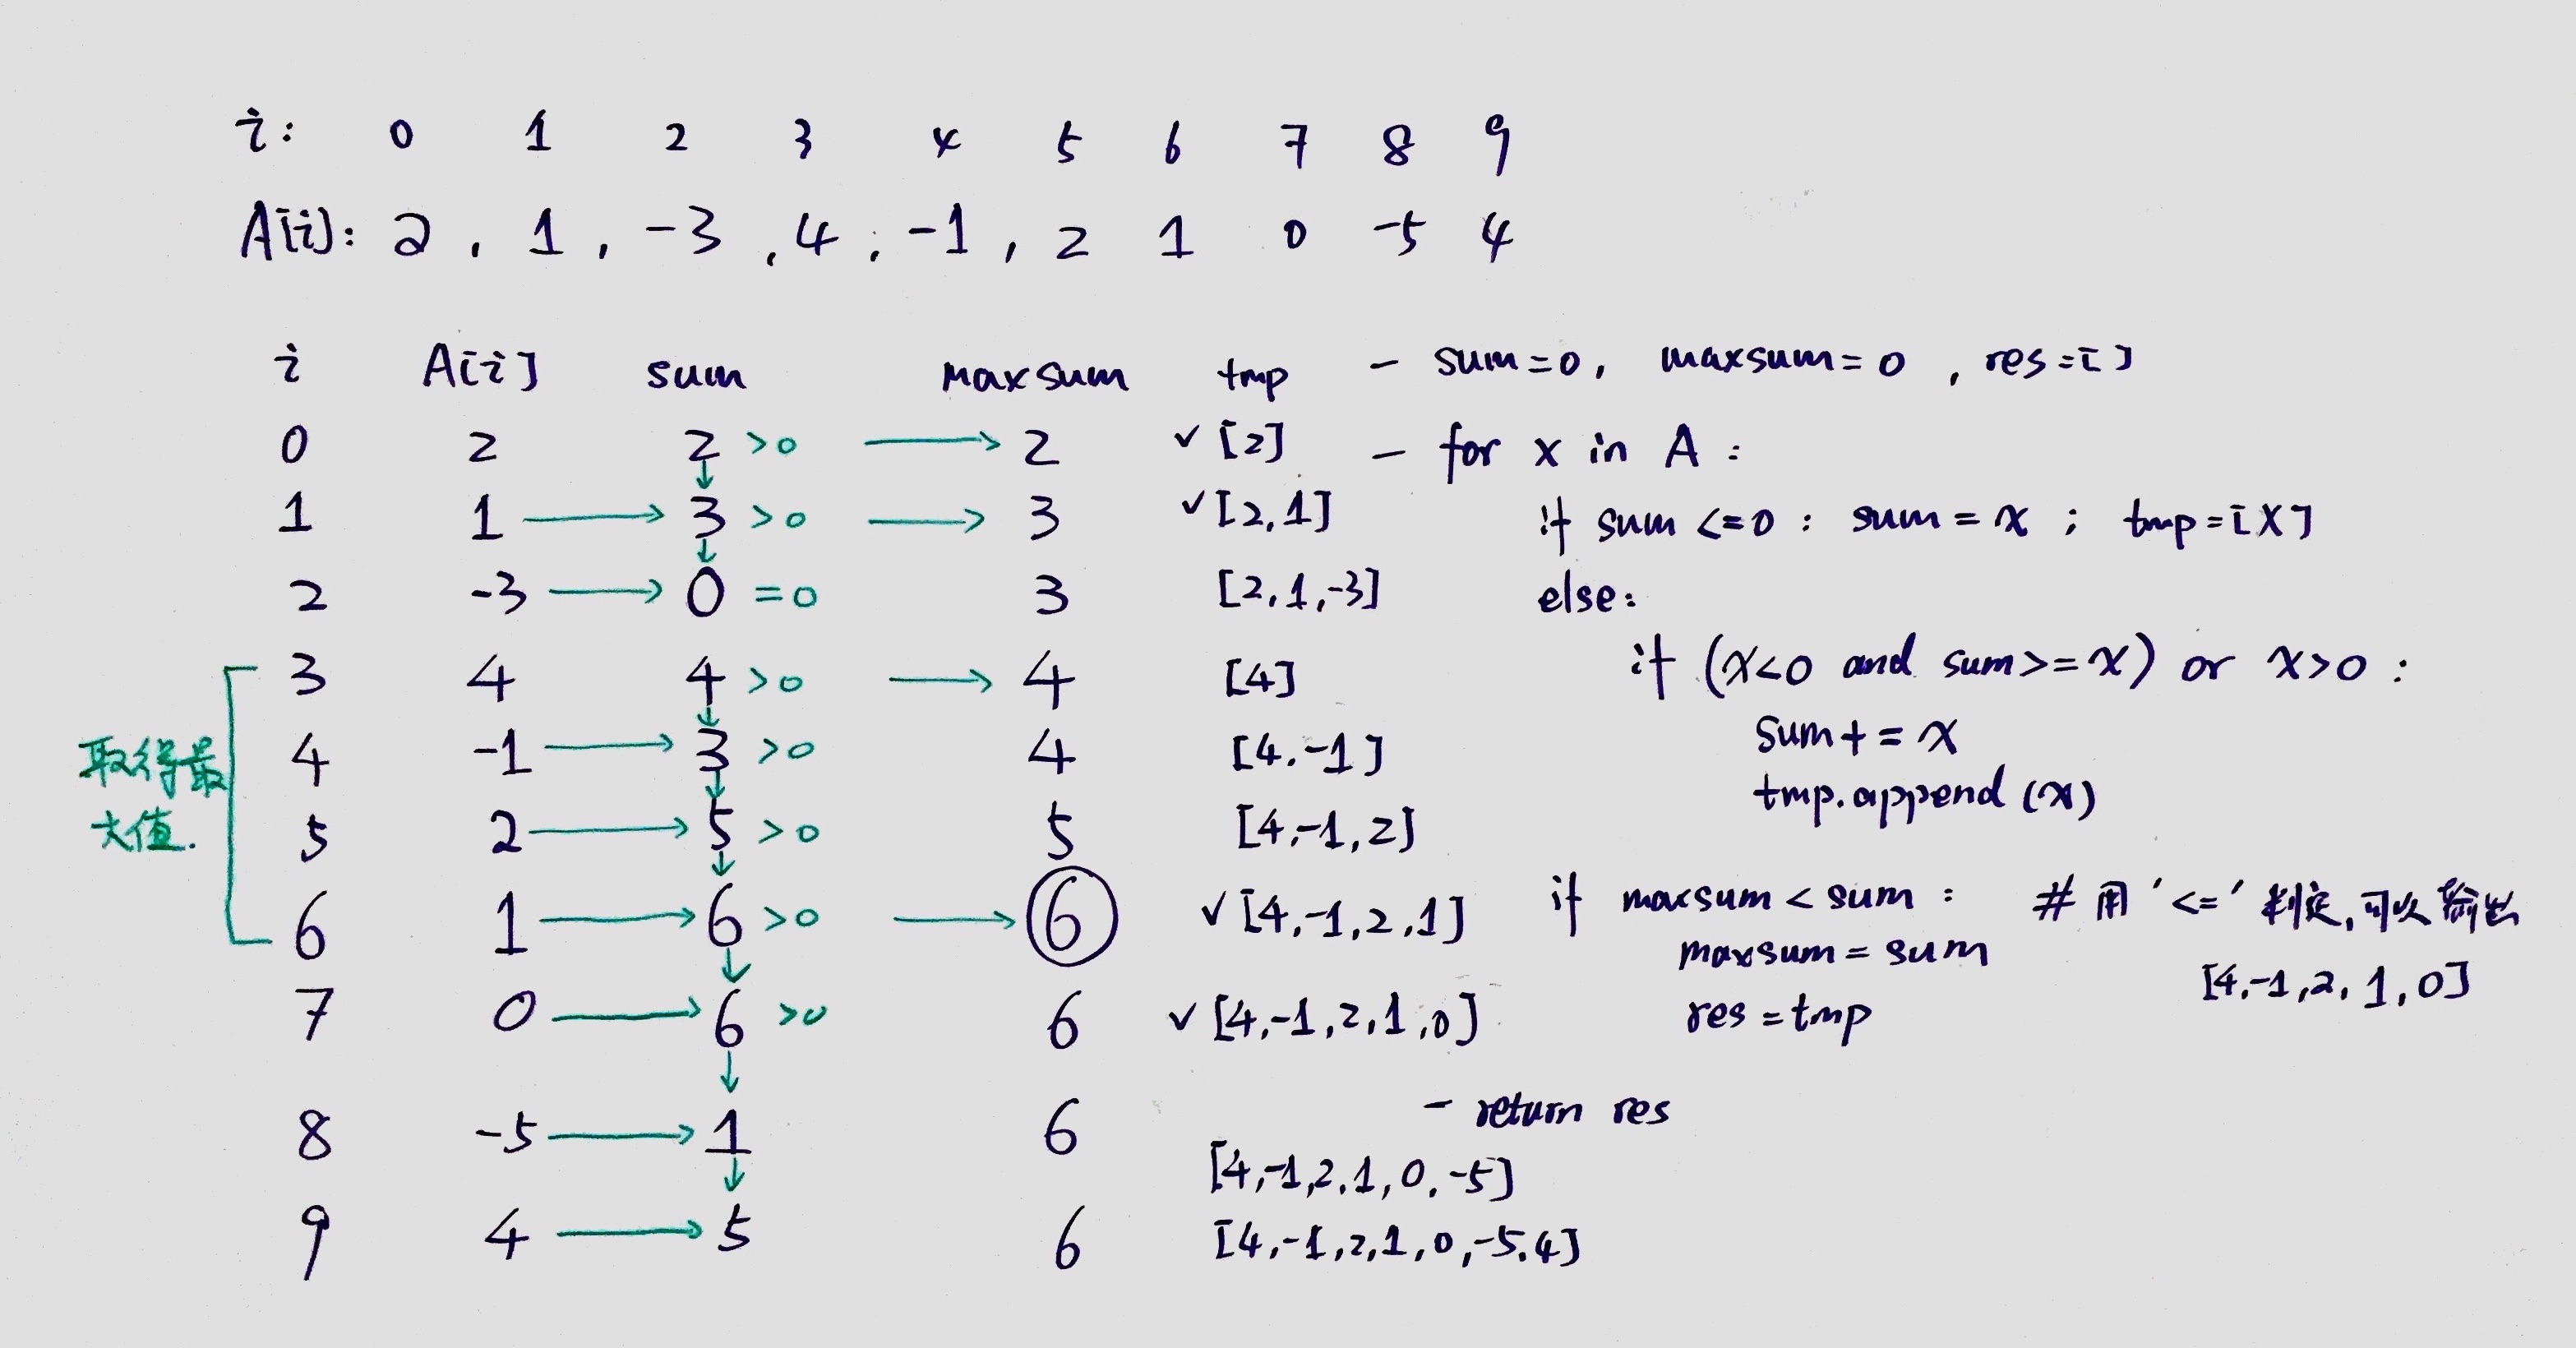 i: 0 1 2 3 4 5 6 7 8 9
A[i]: 2 , 1 , -3 , 4 , -1 , 2 1 0 -5 4
i A[i] sum maxsum tmp
0 2 2 >0 → 2 ✓ [2]
1 1 → 3 >0 → 3 ✓ [2,1]
2 -3 → 0 =0 3 [2,1,-3]
3 4 4 >0 → 4 [4]
4 -1 → 3 >0 4 [4.-1]
5 2 → 5 >0 5 [4,-1,2]
6 1 → 6 >0 → 6 ✓ [4,-1,2,1]
7 0 → 6 >0 6 ✓ [4,-1,2,1,0]
8 -5 → 1 6 [4,-1,2,1,0,-5]
9 4 → 5 6 [4,-1,2,1,0,-5.4]
取得最
大值.
- sum=0, maxsum=0 , res=[]
- for x in A :
if sum <=0 : sum = x ; tmp=[x]
else:
if (x<0 and sum>=x) or x>0 :
sum+=x
tmp.append(x)
if maxsum < sum : # 用'<='判定,可以输出
maxsum = sum [4,-1,2,1,0]
res = tmp
- return res